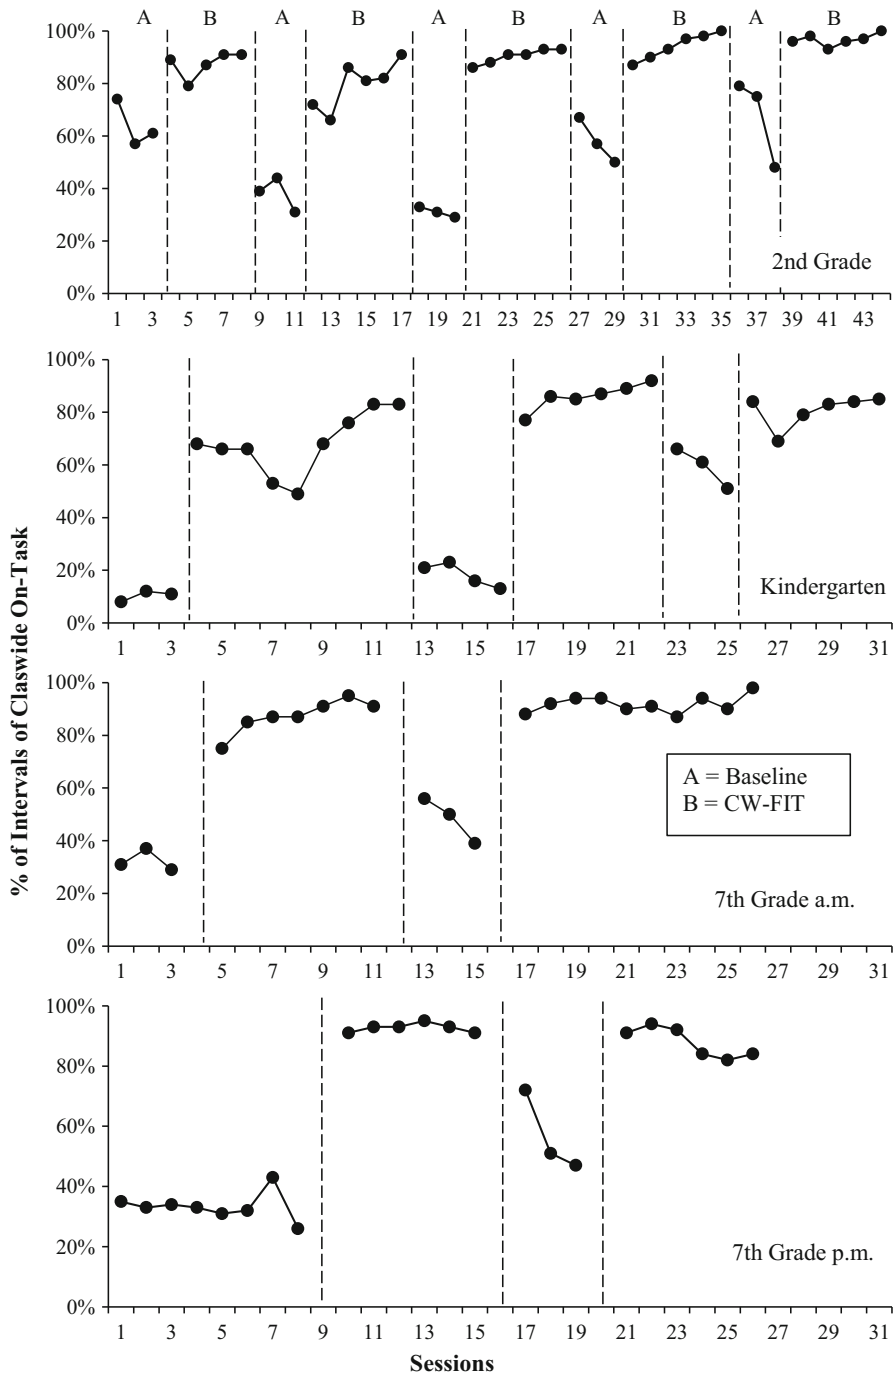 A B A B A B A B A B
100%
80%
60%
40%
20%
0%
2nd Grade
1 3 5 7 9 11 13 15 17 19 21 23 25 27 29 31 33 35 37 39 41 43
100%
80%
60%
40%
20%
0%
Kindergarten
1 3 5 7 9 11 13 15 17 19 21 23 25 27 29 31
% of Intervals of Claswide On-Task
100%
80%
60%
40%
20%
0%
A = Baseline
B = CW-FIT
7th Grade a.m.
1 3 5 7 9 11 13 15 17 19 21 23 25 27 29 31
100%
80%
60%
40%
20%
0%
7th Grade p.m.
1 3 5 7 9 11 13 15 17 19 21 23 25 27 29 31
Sessions